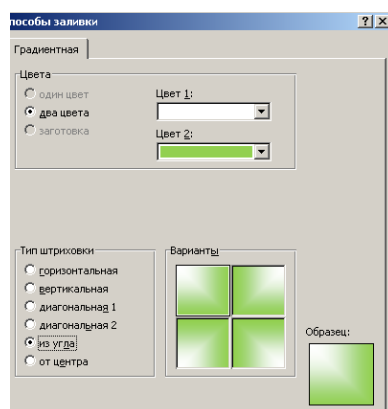 пособы заливки
Градиентная
Цвета
один цвет
два цвета
заготовка
Цвет 1:
Цвет 2:
Тип штриховки
горизонтальная
вертикальная
диагональная 1
диагональная 2
из угла
от центра
Варианты
Образец: